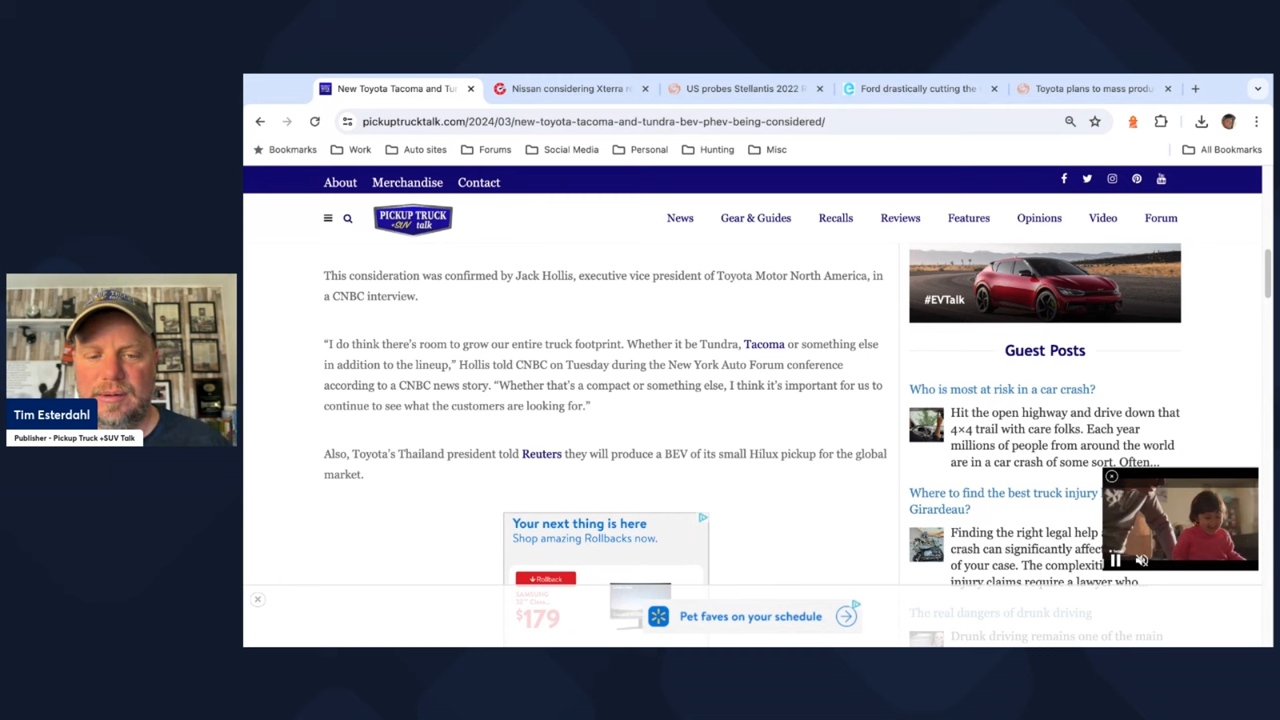 New Toyota Tacoma and Tun
Nissan considering Xterra r
US probes Stellantis 2022 R
Ford drastically cutting the
Toyota plans to mass produ
pickuptrucktalk.com/2024/03/new-toyota-tacoma-and-tundra-bev-phev-being-considered/
Bookmarks Work Auto sites Forums Social Media Personal Hunting Misc All Bookmarks
About Merchandise Contact
PICKUP TRUCK
+SUV talk
News Gear & Guides Recalls Reviews Features Opinions Video Forum
This consideration was confirmed by Jack Hollis, executive vice president of Toyota Motor North America, in
a CNBC interview.
“I do think there's room to grow our entire truck footprint. Whether it be Tundra, Tacoma or something else
in addition to the lineup,” Hollis told CNBC on Tuesday during the New York Auto Forum conference
according to a CNBC news story. “Whether that's a compact or something else, I think it's important for us to
continue to see what the customers are looking for.”
Also, Toyota's Thailand president told Reuters they will produce a BEV of its small Hilux pickup for the global
market.
Your next thing is here
Shop amazing Rollbacks now.
Rollback
SAMSUNG
$179
Pet faves on your schedule
#EVTalk
Guest Posts
Who is most at risk in a car crash?
Hit the open highway and drive down that
4×4 trail with care folks. Each year
millions of people from around the world
are in a car crash of some sort. Often...
Where to find the best truck injury
Girardeau?
Finding the right legal help
crash can significantly affec
of your case. The complexiti
injury claims require a lawyer who
The real dangers of drunk driving
Drunk driving remains one of the main
Tim Esterdahl
Publisher - Pickup Truck +SUV Talk